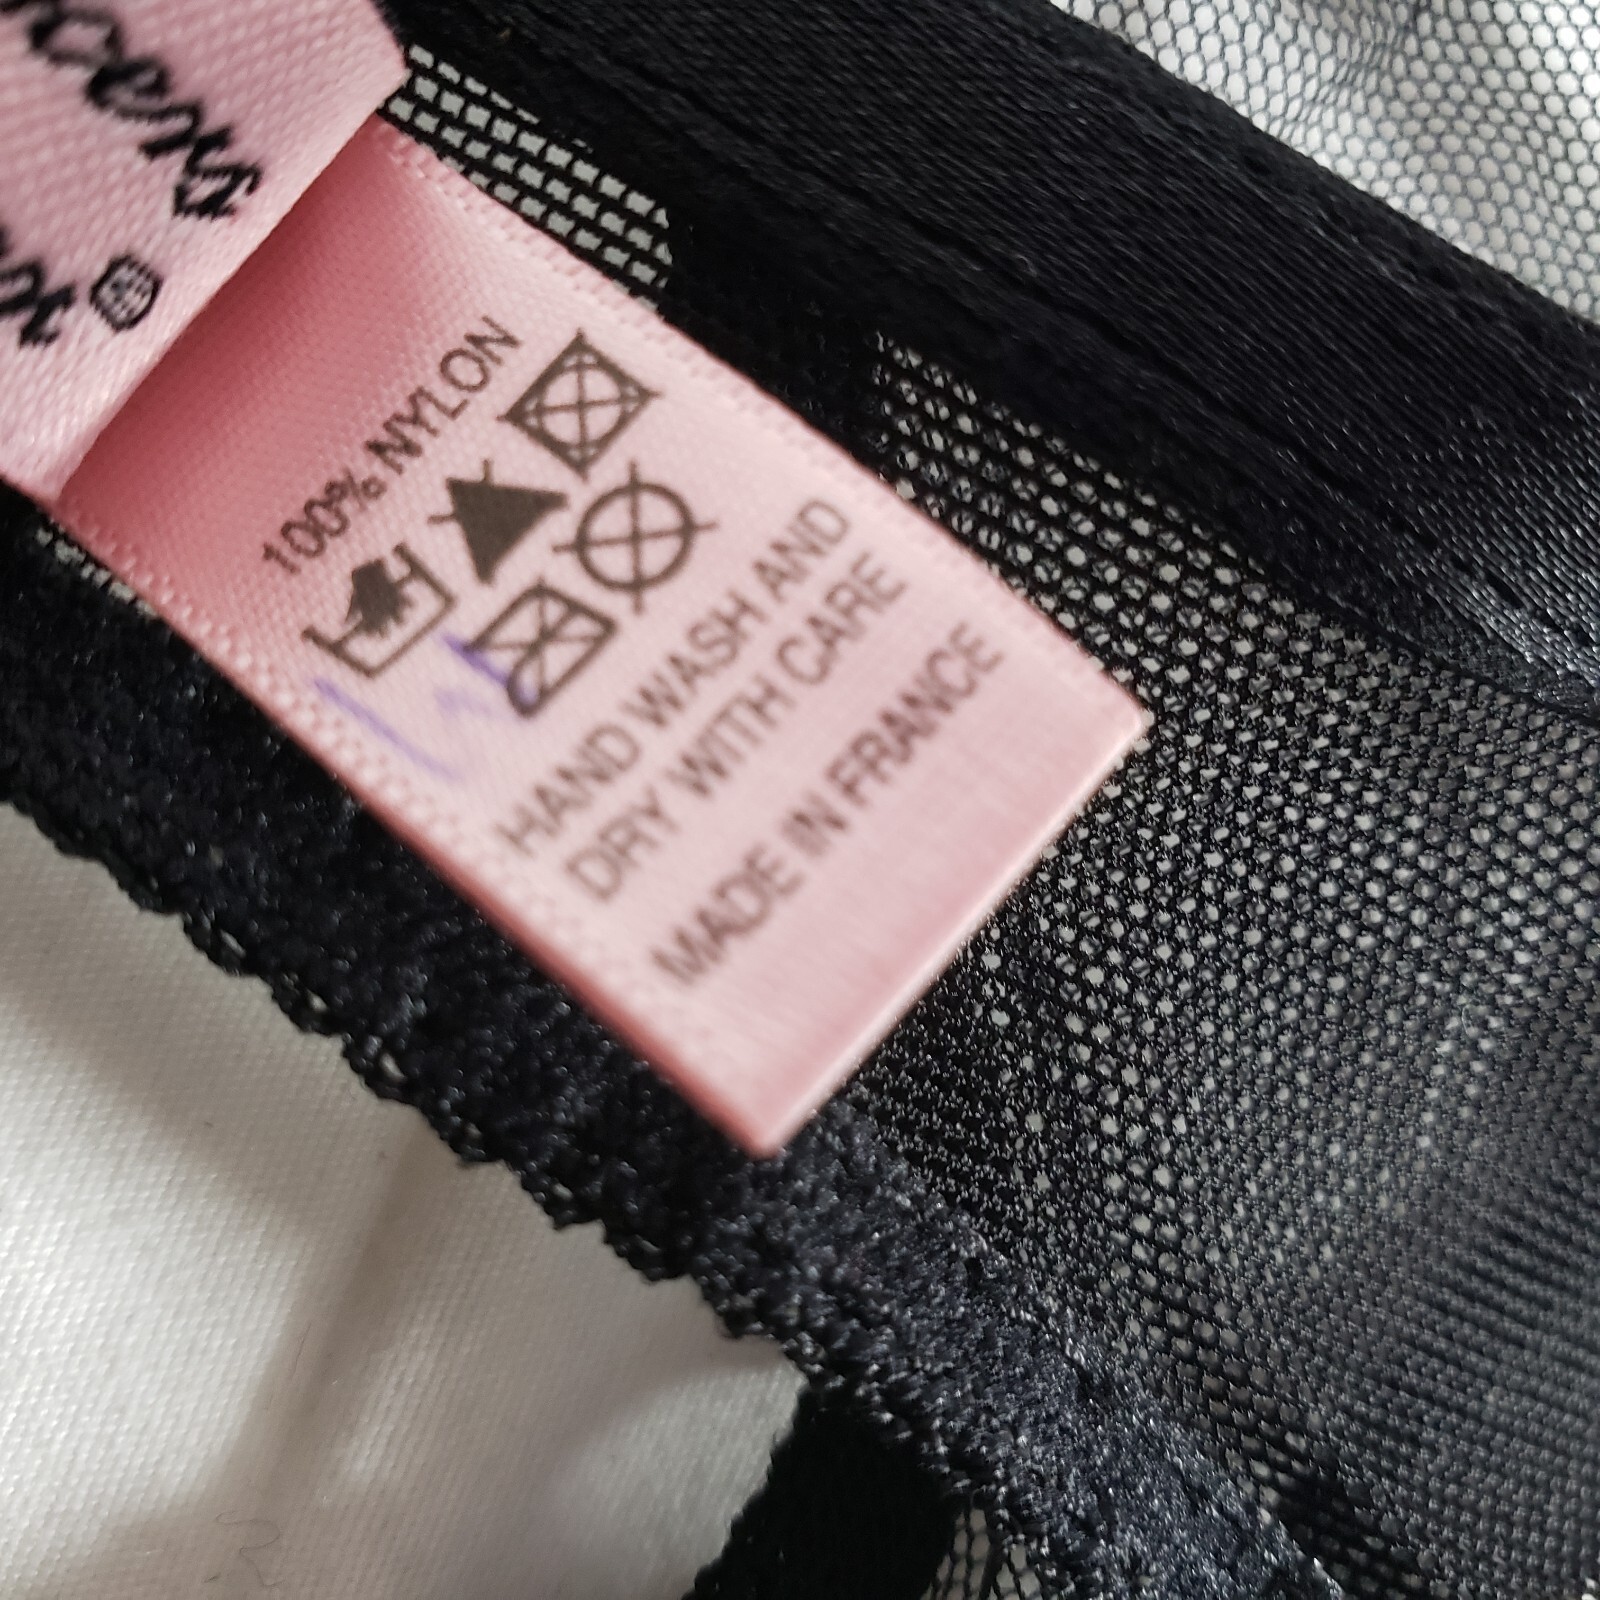 100% NYLON
HAND WASH AND
DRY WITH CARE
MADE IN FRANCE